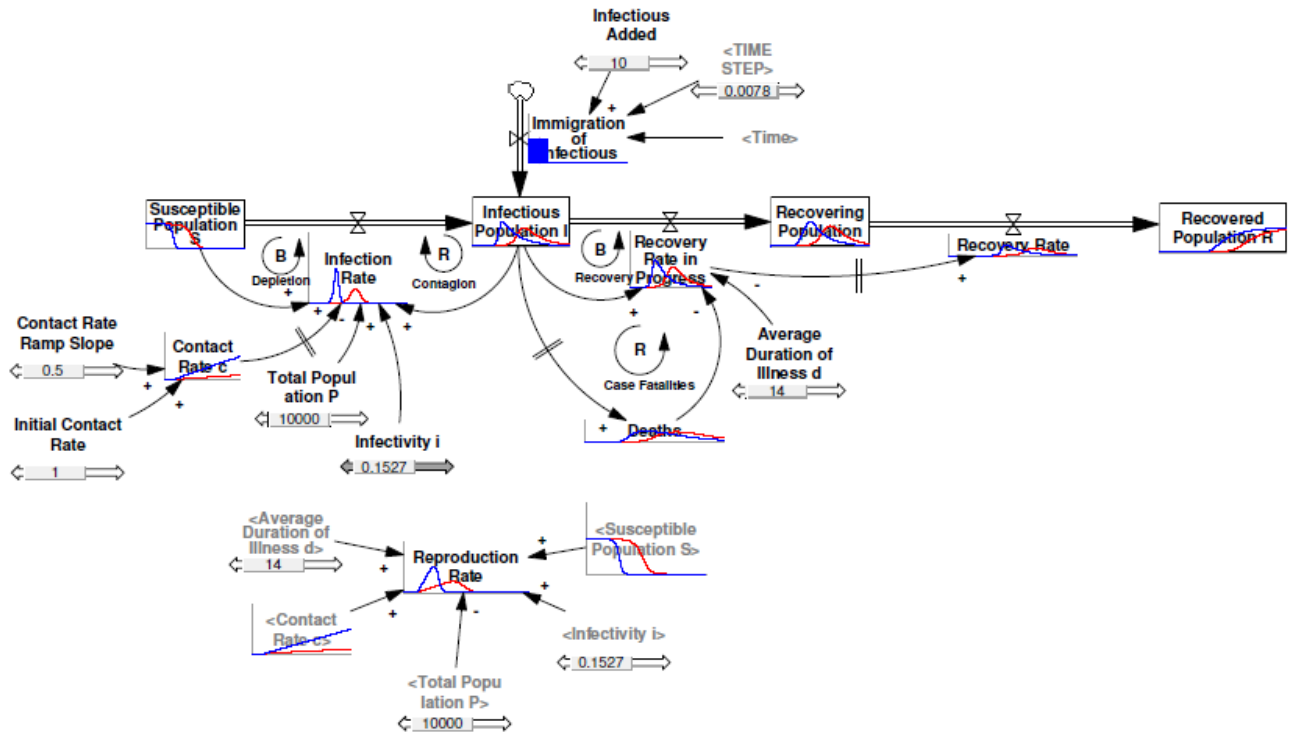 Infectious
Added
10
<TIME
STEP>
0.0078
+
Immigration
of
Infectious
<Time>
Susceptible
Population
S
Infectious
Population I
Recovering
Population
Recovered
Population R
B
Depletion
+
Infection
Rate
R
Contagion
B
Recovery
Recovery
Rate in
Progress
Recovery Rate
+
-
+
-
+
+
+
-
Contact Rate
Ramp Slope
0.5
+
Contact
Rate c
+
Initial Contact
Rate
1
Total Popul
ation P
10000
Infectivity i
0.1527
R
Case Fatalities
Average
Duration of
Illness d
14
+
Deaths
<Average
Duration of
Illness d>
14
+
Reproduction
Rate
+
<Susceptible
Population S>
<Contact
Rate c>
+
-
+
<Infectivity i>
0.1527
<Total Popu
lation P>
10000